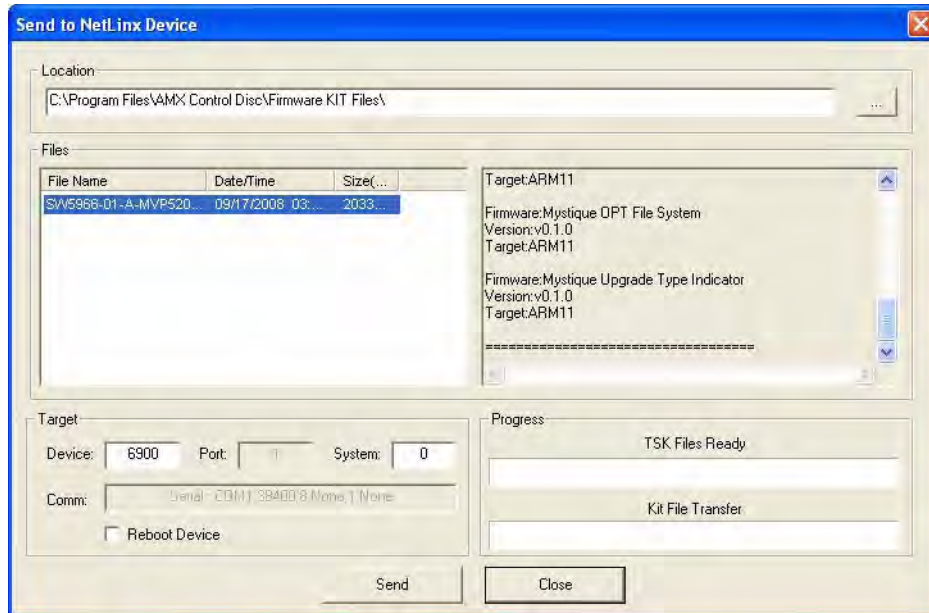 Send to NetLinx Device
Location
C:\Program Files\AMX Control Disc\Firmware KIT Files\
...
Files
File Name Date/Time Size(...
SW5966-01-A-MVP520... 09/17/2008 03:... 2033...
Target:ARM11
Firmware:Mystique OPT File System
Version:v0.1.0
Target:ARM11
Firmware:Mystique Upgrade Type Indicator
Version:v0.1.0
Target:ARM11
==================================
Target
Device: 6900 Port: 1 System: 0
Comm: Serial : COM1,38400,8,None,1,None
Reboot Device
Progress
TSK Files Ready
Kit File Transfer
Send
Close